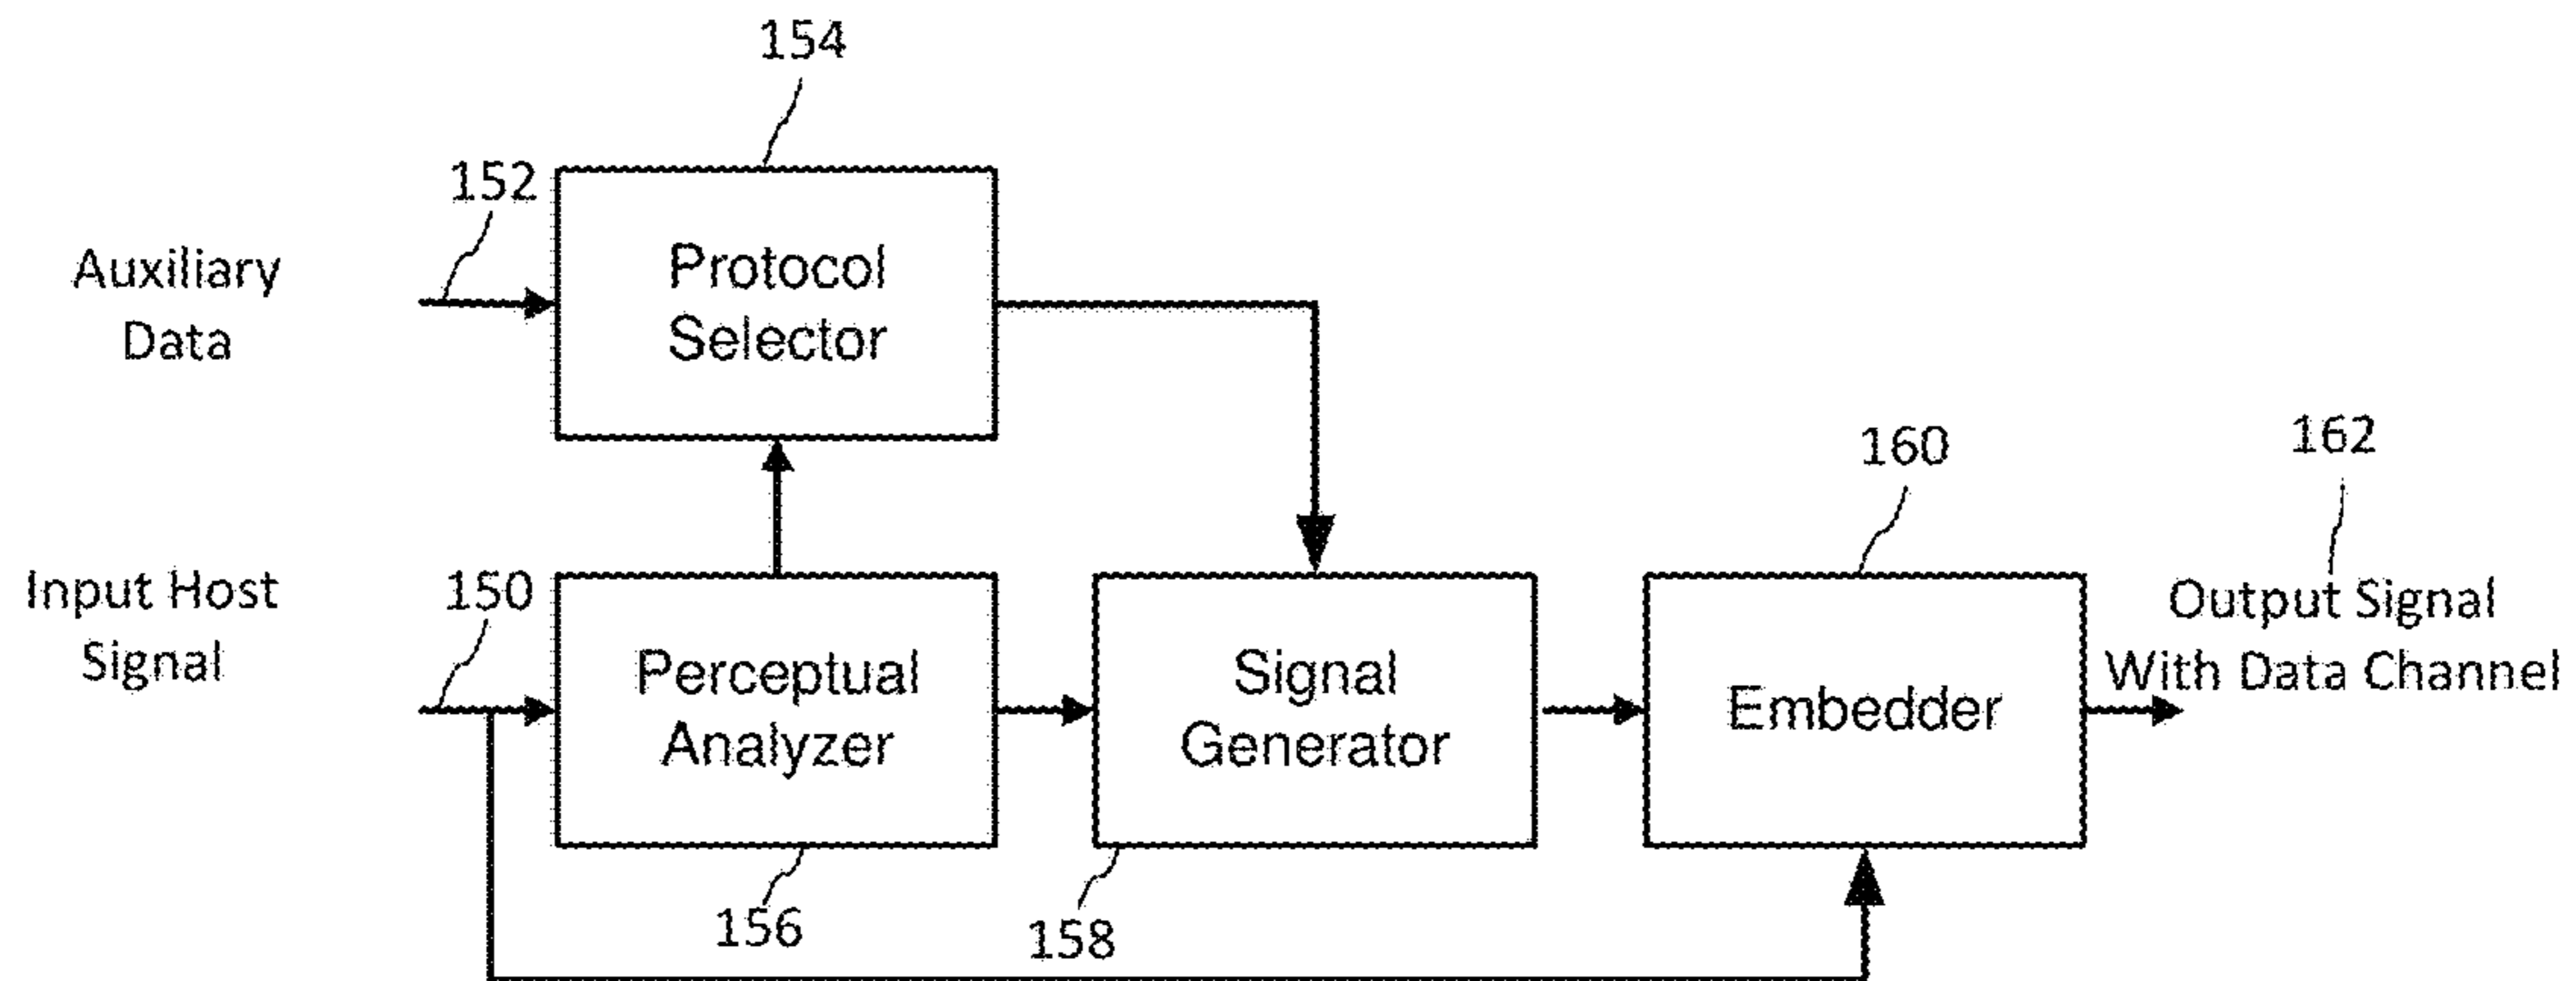 154
152
Auxiliary
Data
Protocol
Selector
160
162
Input Host
Signal
150
Perceptual
Analyzer
Signal
Generator
Embedder
Output Signal
With Data Channel
156
158